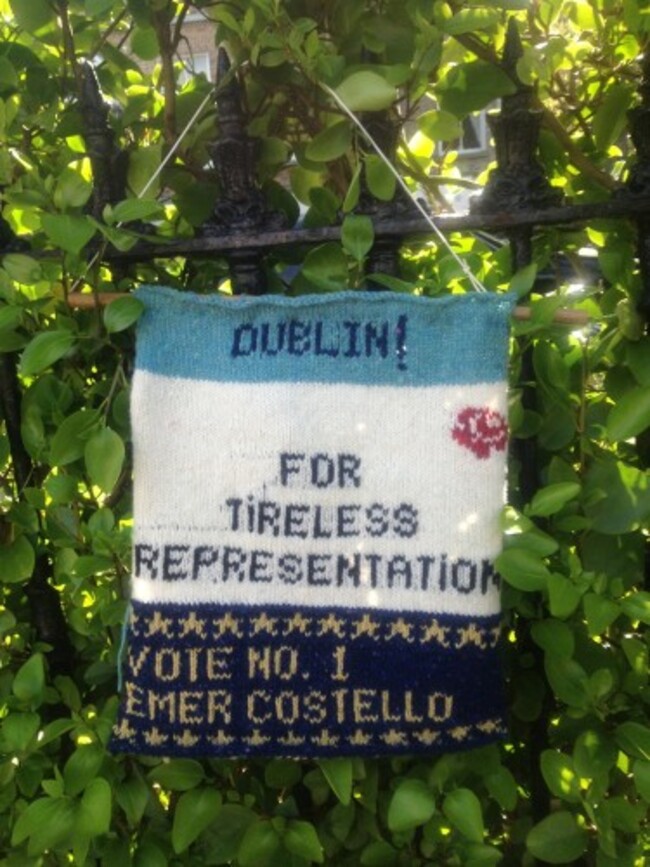 DUBLIN!
FOR
TiRELESS
REPRESENTATiON
VOTE NO. 1
EMER COSTELLO